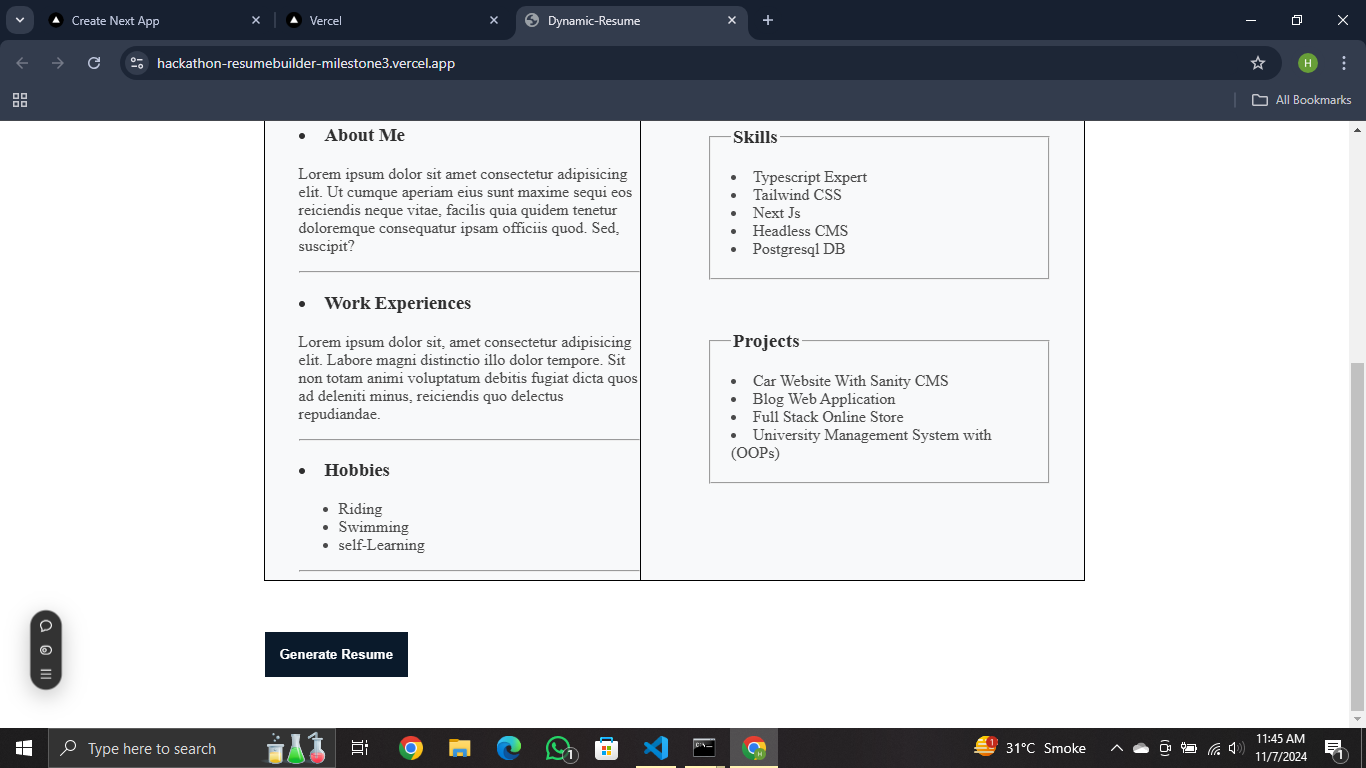 Create Next App
Vercel
Dynamic-Resume
hackathon-resumebuilder-milestone3.vercel.app
H
All Bookmarks
About Me
Lorem ipsum dolor sit amet consectetur adipisicing
elit. Ut cumque aperiam eius sunt maxime sequi eos
reiciendis neque vitae, facilis quia quidem tenetur
doloremque consequatur ipsam officiis quod. Sed,
suscipit?
Work Experiences
Lorem ipsum dolor sit, amet consectetur adipisicing
elit. Labore magni distinctio illo dolor tempore. Sit
non totam animi voluptatum debitis fugiat dicta quos
ad deleniti minus, reiciendis quo delectus
repudiandae.
Hobbies
Riding
Swimming
self-Learning
Skills
Typescript Expert
Tailwind CSS
Next Js
Headless CMS
Postgresql DB
Projects
Car Website With Sanity CMS
Blog Web Application
Full Stack Online Store
University Management System with
(OOPs)
Generate Resume
Type here to search
1
1
31°C Smoke
11:45 AM
11/7/2024
1